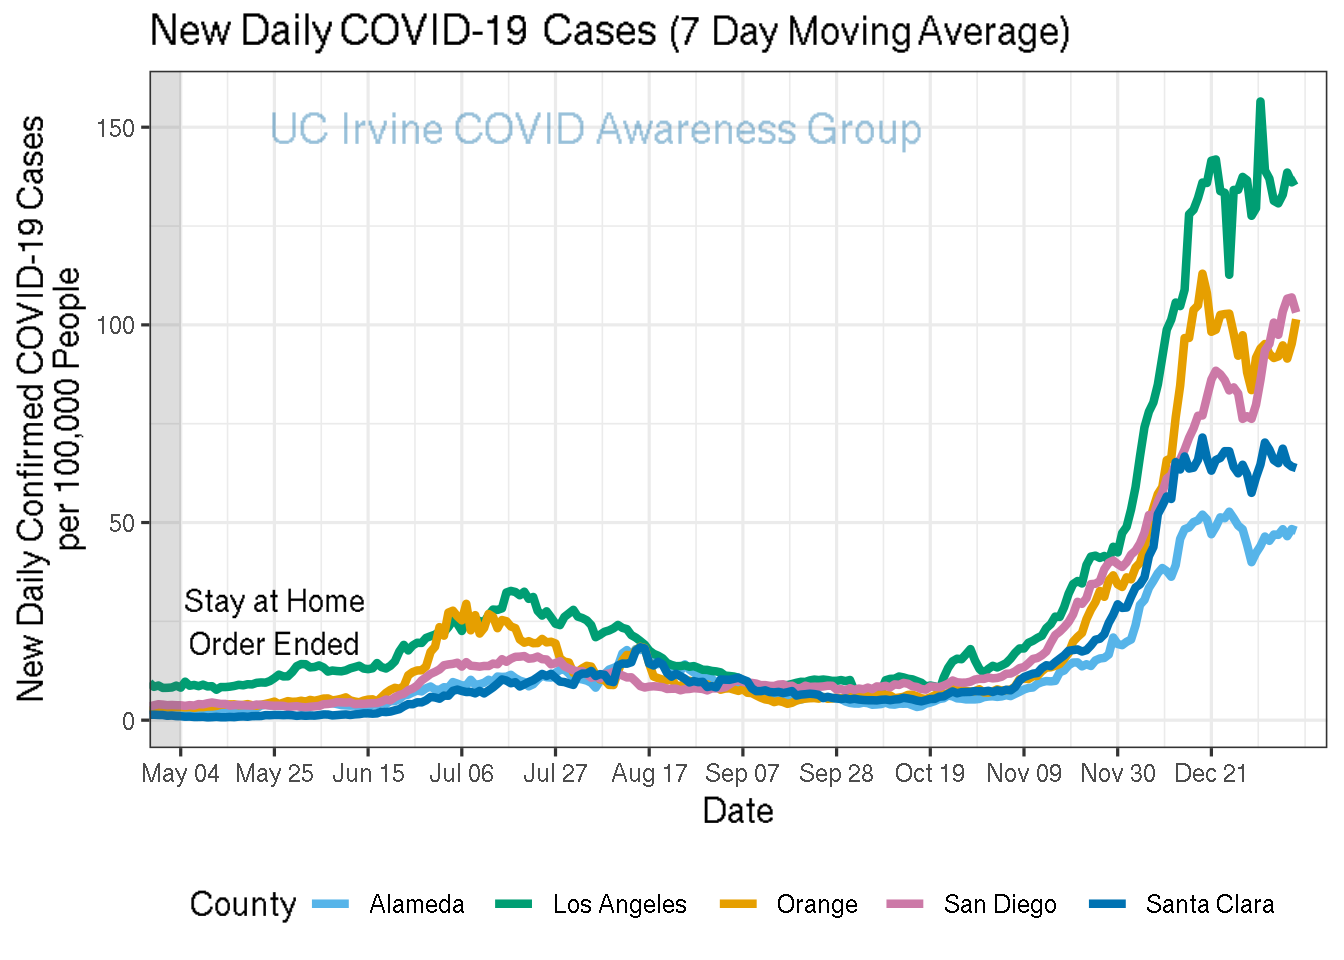 New Daily COVID-19 Cases (7 Day Moving Average)
UC Irvine COVID Awareness Group
New Daily Confirmed COVID-19 Cases
per 100,000 People
150
100
50
0
Stay at Home
Order Ended
May 04 May 25 Jun 15 Jul 06 Jul 27 Aug 17 Sep 07 Sep 28 Oct 19 Nov 09 Nov 30 Dec 21
Date
County Alameda Los Angeles Orange San Diego Santa Clara